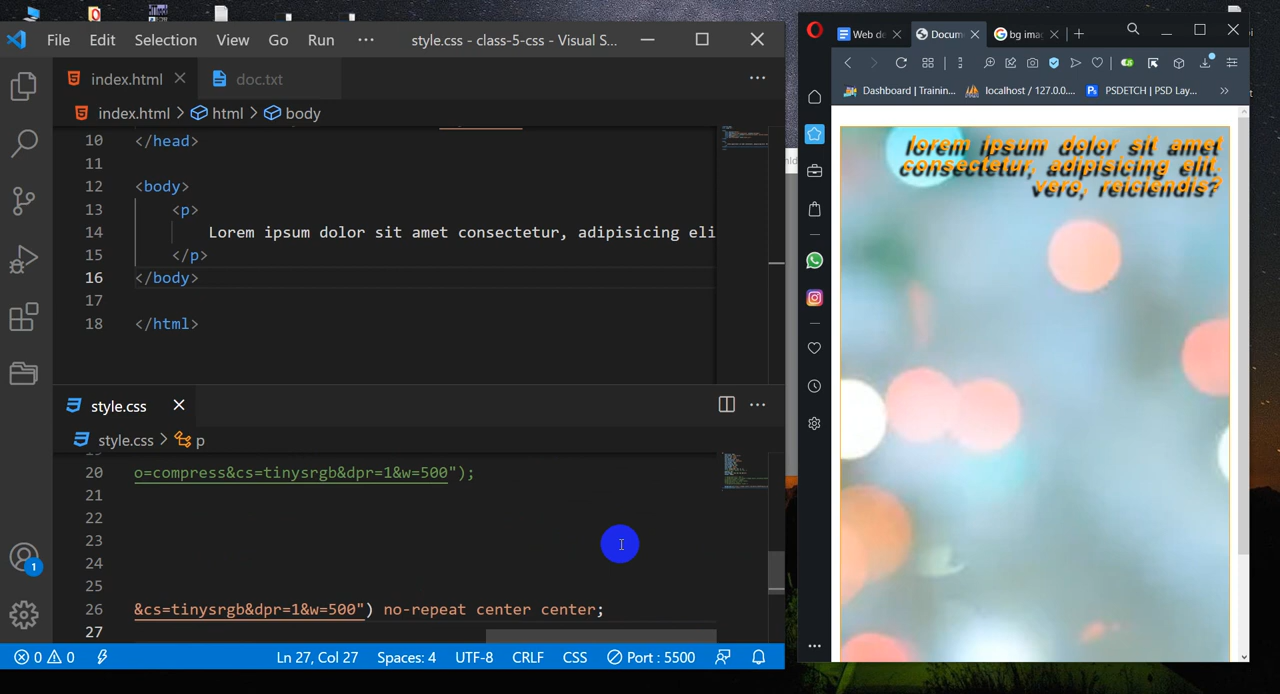 File Edit Selection View Go Run ··· style.css - class-5-css - Visual S...
index.html doc.txt
index.html > html > body
10 </head>
11
12 <body>
13 <p>
14 Lorem ipsum dolor sit amet consectetur, adipisicing eli
15 </p>
16 </body>
17
18 </html>
style.css
style.css > p
20 o=compress&cs=tinysrgb&dpr=1&w=500");
21
22
23
24
25
26 &cs=tinysrgb&dpr=1&w=500") no-repeat center center;
27
1
0 0 Ln 27, Col 27 Spaces: 4 UTF-8 CRLF CSS Port : 5500
Web de Docum bg ima
Dashboard | Trainin... localhost / 127.0.0.... Ps PSDETCH | PSD Lay...
lorem ipsum dolor sit amet
consectetur, adipisicing elit.
vero, reiciendis?